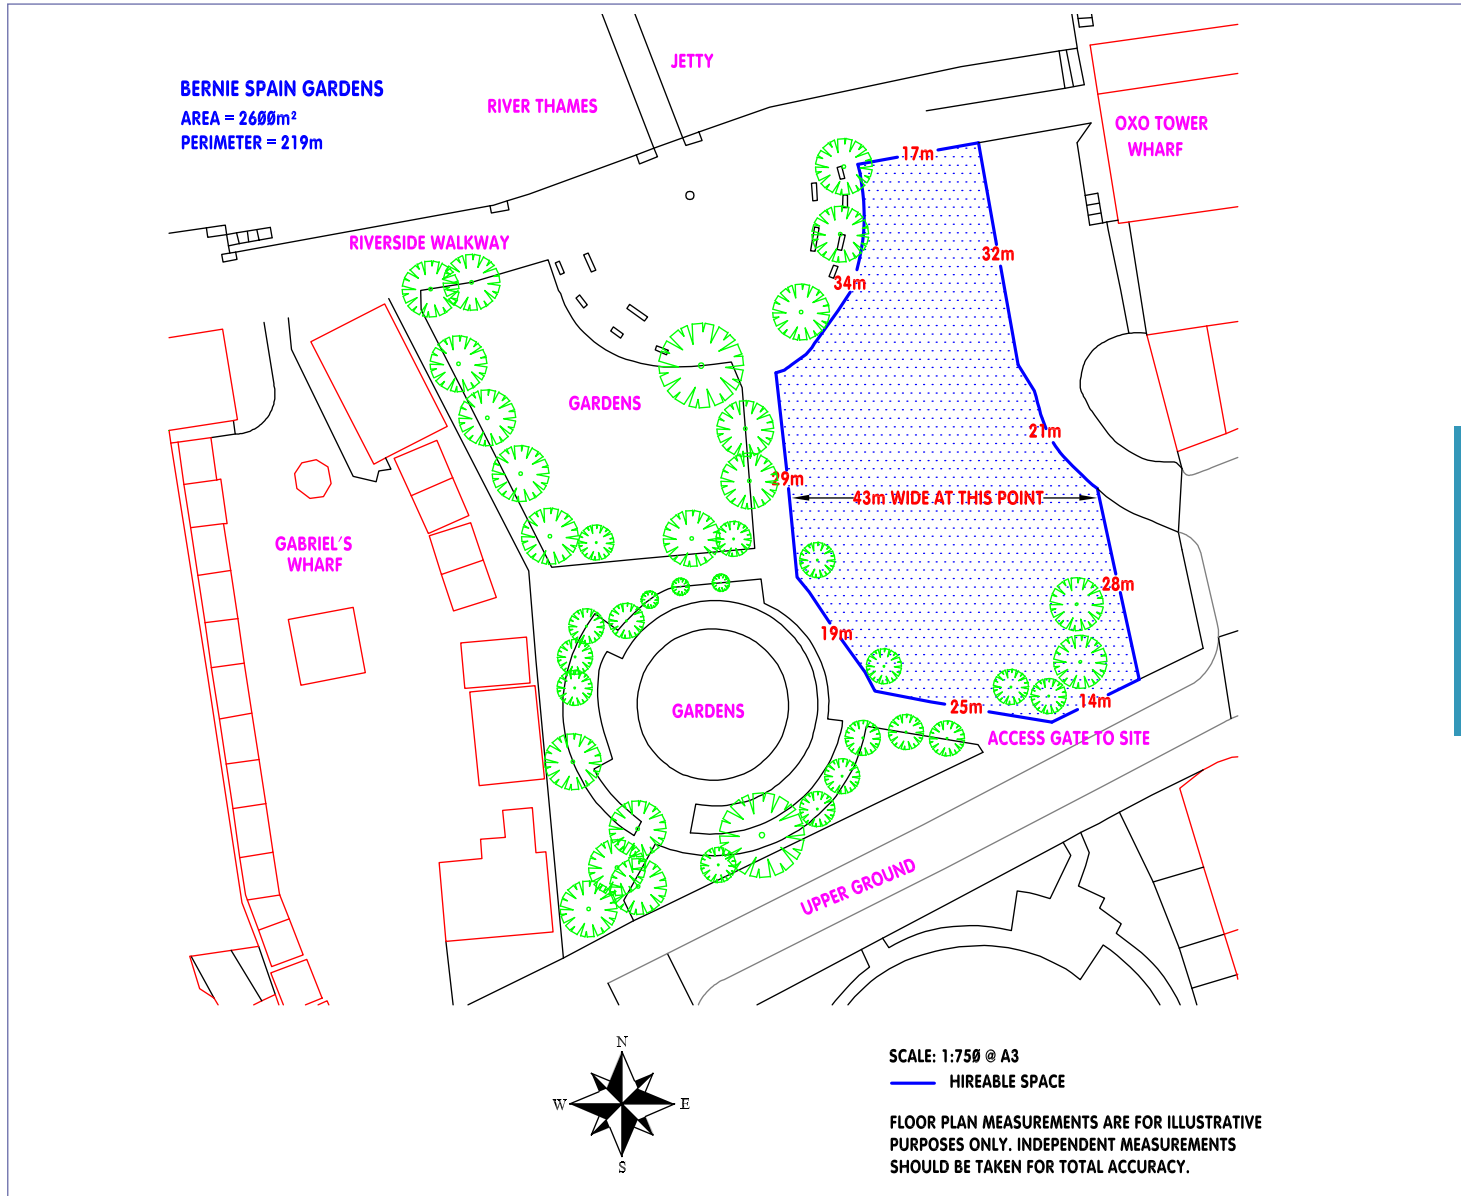 JETTY
BERNIE SPAIN GARDENS
AREA = 26ØØm²
PERIMETER = 219m
RIVER THAMES
OXO TOWER
WHARF
17m
RIVERSIDE WALKWAY
32m
34m
GARDENS
21m
29m
43m WIDE AT THIS POINT
GABRIEL'S
WHARF
28m
19m
GARDENS
25m
14m
ACCESS GATE TO SITE
UPPER GROUND
N
W
E
S
SCALE: 1:75Ø @ A3
HIREABLE SPACE
FLOOR PLAN MEASUREMENTS ARE FOR ILLUSTRATIVE
PURPOSES ONLY. INDEPENDENT MEASUREMENTS
SHOULD BE TAKEN FOR TOTAL ACCURACY.